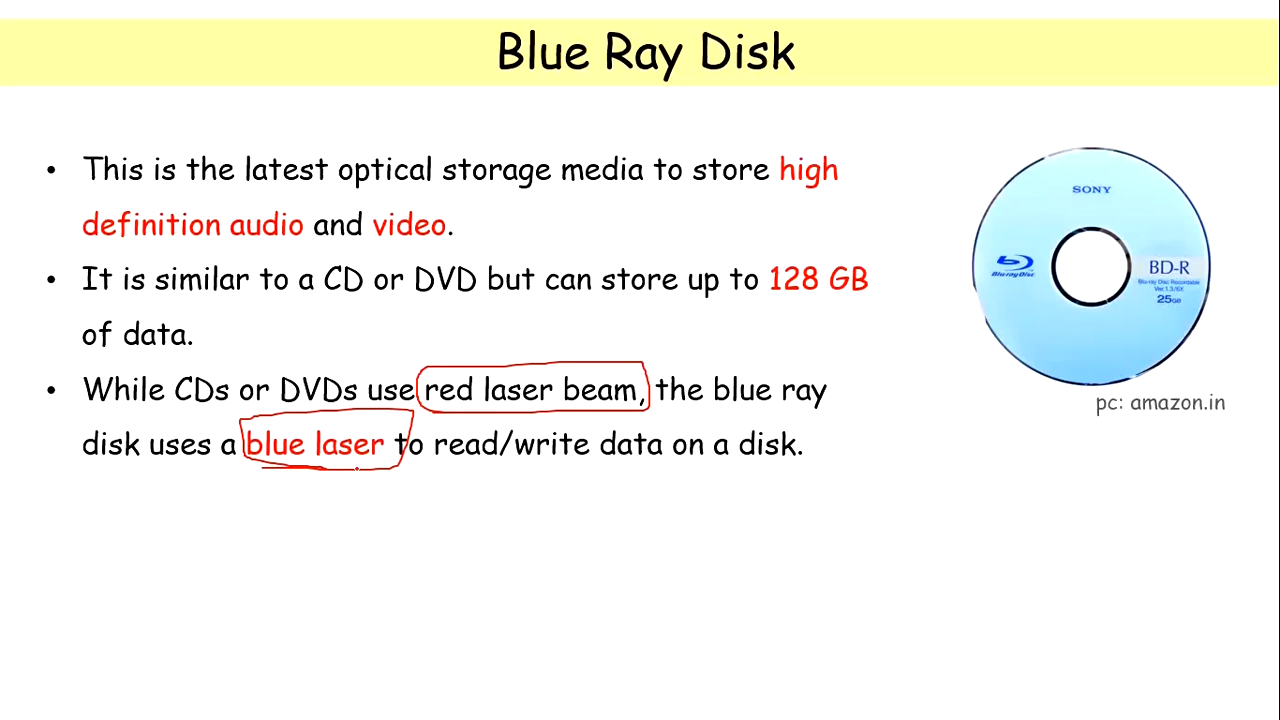 Blue Ray Disk
• This is the latest optical storage media to store high
definition audio and video.
• It is similar to a CD or DVD but can store up to 128 GB
of data.
• While CDs or DVDs use red laser beam, the blue ray
disk uses a blue laser to read/write data on a disk.
SONY
Blu-ray Disc
BD-R
Blu-ray Disc Recordable
Ver.1.3/6X
25GB
pc: amazon.in